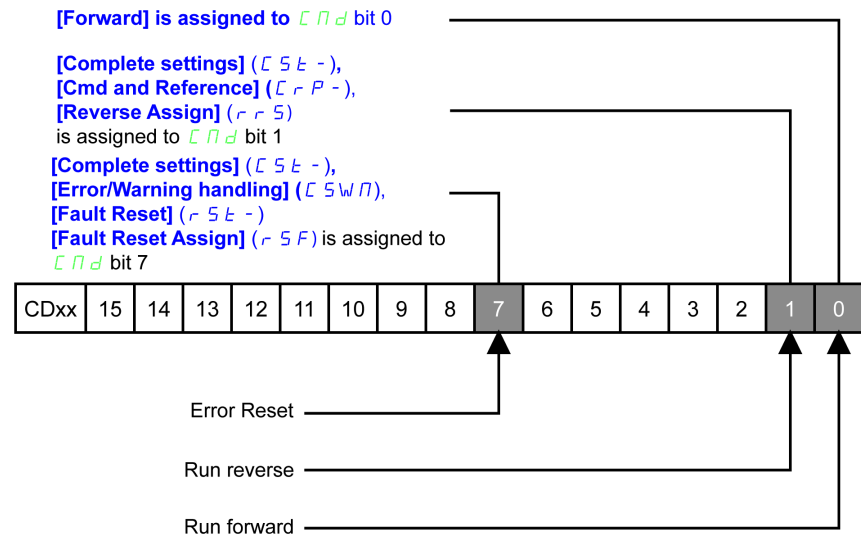 [Forward] is assigned to CMd bit 0
[Complete settings] (CSt-),
[Cmd and Reference] (CrP-),
[Reverse Assign] (rrS)
is assigned to CMd bit 1
[Complete settings] (CSt-),
[Error/Warning handling] (CSWM),
[Fault Reset] (rSt-)
[Fault Reset Assign] (rSF) is assigned to
CMd bit 7
CDxx 15 14 13 12 11 10 9 8 7 6 5 4 3 2 1 0
Error Reset
Run reverse
Run forward